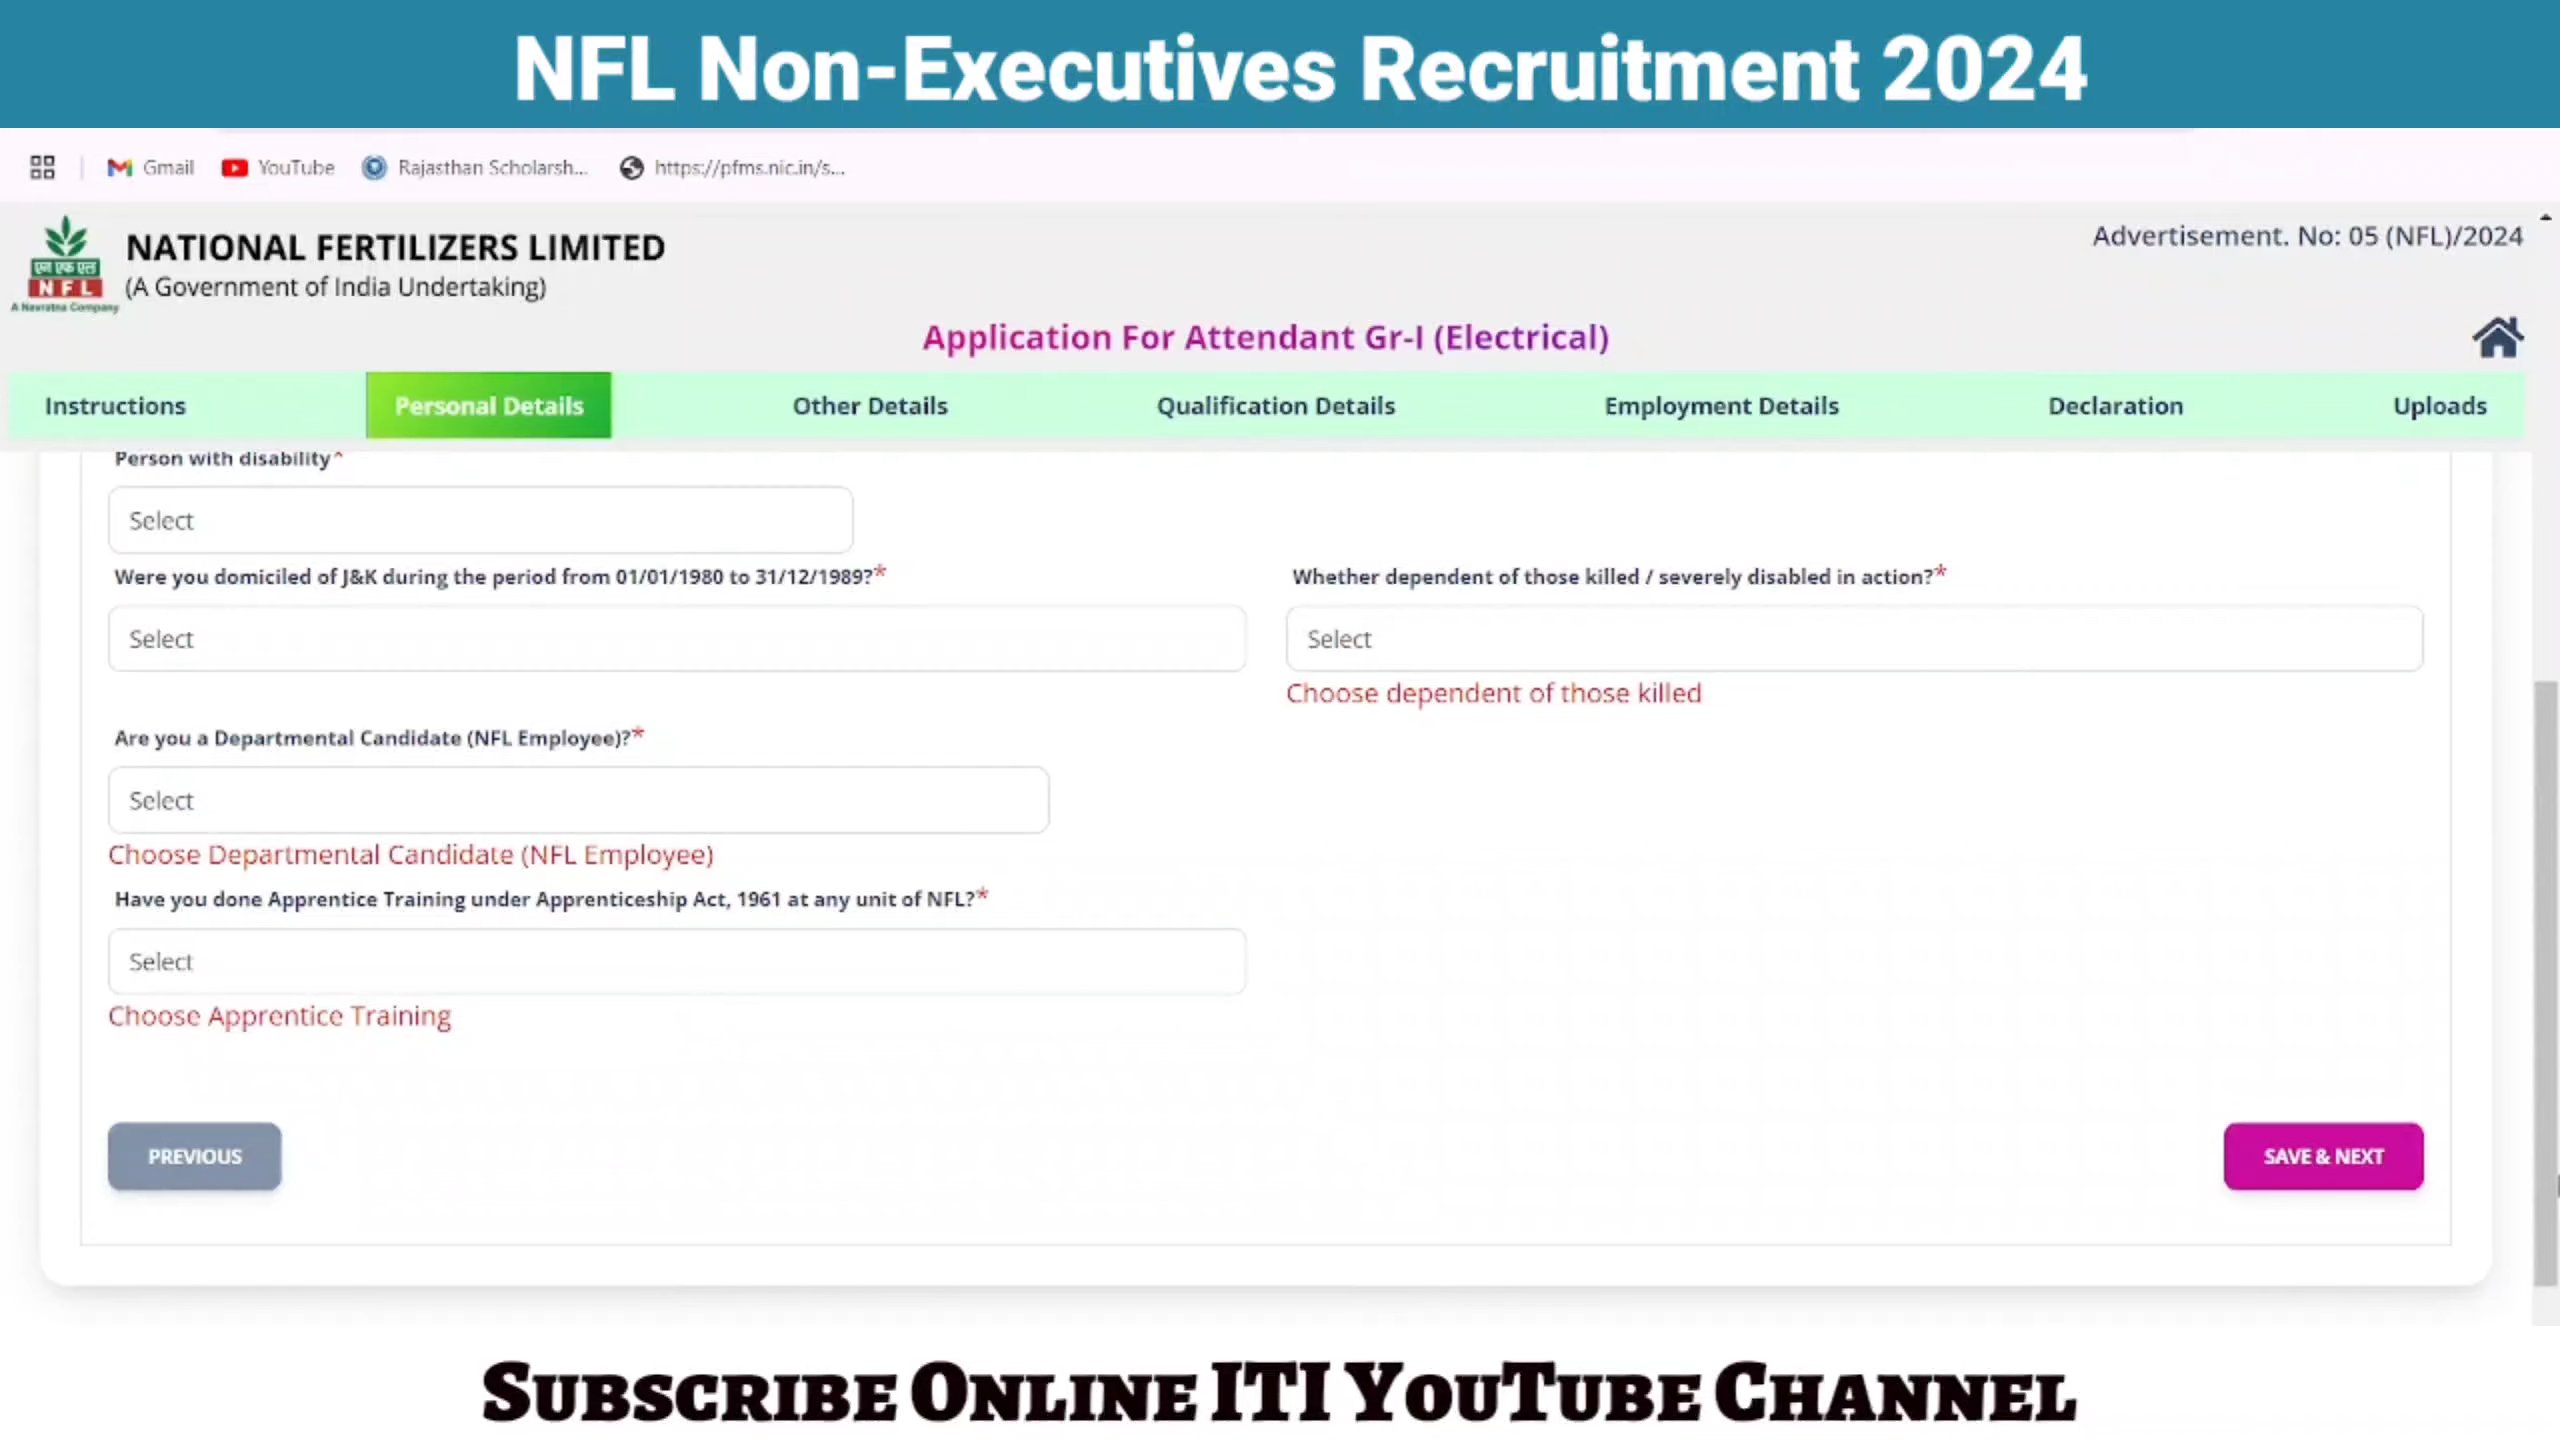 NFL Non-Executives Recruitment 2024
Gmail YouTube Rajasthan Scholarsh... https://pfms.nic.in/s...
एन एफ एल
NFL
A Navratna Company
NATIONAL FERTILIZERS LIMITED
(A Government of India Undertaking)
Advertisement. No: 05 (NFL)/2024
Application For Attendant Gr-I (Electrical)
Instructions Personal Details Other Details Qualification Details Employment Details Declaration Uploads
Person with disability*
Select
Were you domiciled of J&K during the period from 01/01/1980 to 31/12/1989?* Whether dependent of those killed / severely disabled in action?*
Select Select
Choose dependent of those killed
Are you a Departmental Candidate (NFL Employee)?*
Select
Choose Departmental Candidate (NFL Employee)
Have you done Apprentice Training under Apprenticeship Act, 1961 at any unit of NFL?*
Select
Choose Apprentice Training
PREVIOUS SAVE & NEXT
SUBSCRIBE ONLINE ITI YOUTUBE CHANNEL